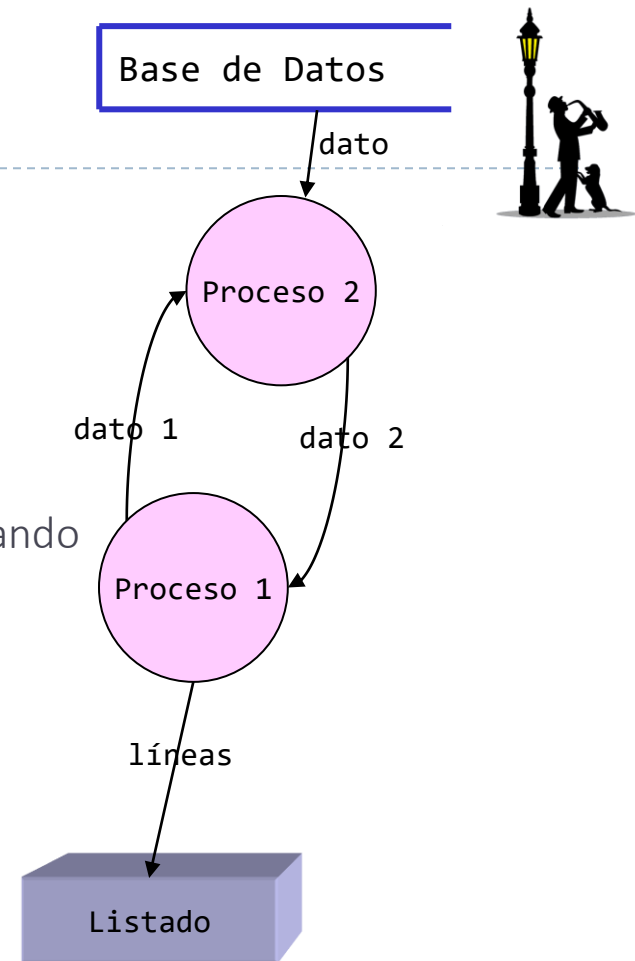 Base de Datos
dato
Proceso 2
dato 1
dato 2
Proceso 1
líneas
Listado